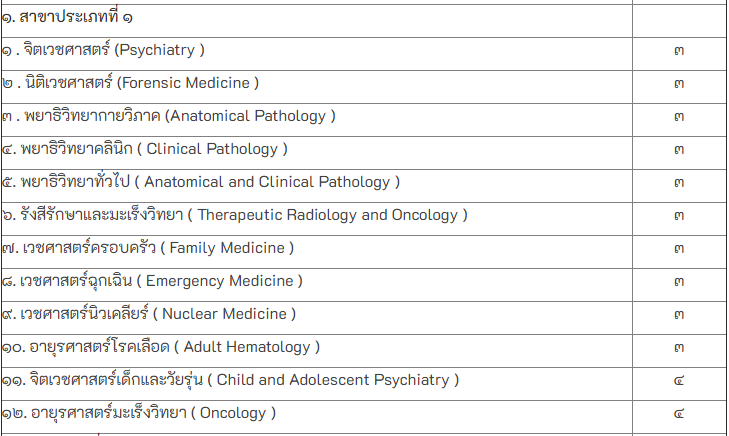 ๑. สาขาประเภทที่ ๑
๑ . จิตเวชศาสตร์ (Psychiatry ) ๓
๒ . นิติเวชศาสตร์ (Forensic Medicine ) ๓
๓ . พยาธิวิทยากายวิภาค (Anatomical Pathology ) ๓
๔. พยาธิวิทยาคลินิก ( Clinical Pathology ) ๓
๕. พยาธิวิทยาทั่วไป ( Anatomical and Clinical Pathology ) ๓
๖. รังสีรักษาและมะเร็งวิทยา ( Therapeutic Radiology and Oncology ) ๓
๗. เวชศาสตร์ครอบครัว ( Family Medicine ) ๓
๘. เวชศาสตร์ฉุกเฉิน ( Emergency Medicine ) ๓
๙. เวชศาสตร์นิวเคลียร์ ( Nuclear Medicine ) ๓
๑๐. อายุรศาสตร์โรคเลือด ( Adult Hematology ) ๓
๑๑. จิตเวชศาสตร์เด็กและวัยรุ่น ( Child and Adolescent Psychiatry ) ๔
๑๒. อายุรศาสตร์มะเร็งวิทยา ( Oncology ) ๔